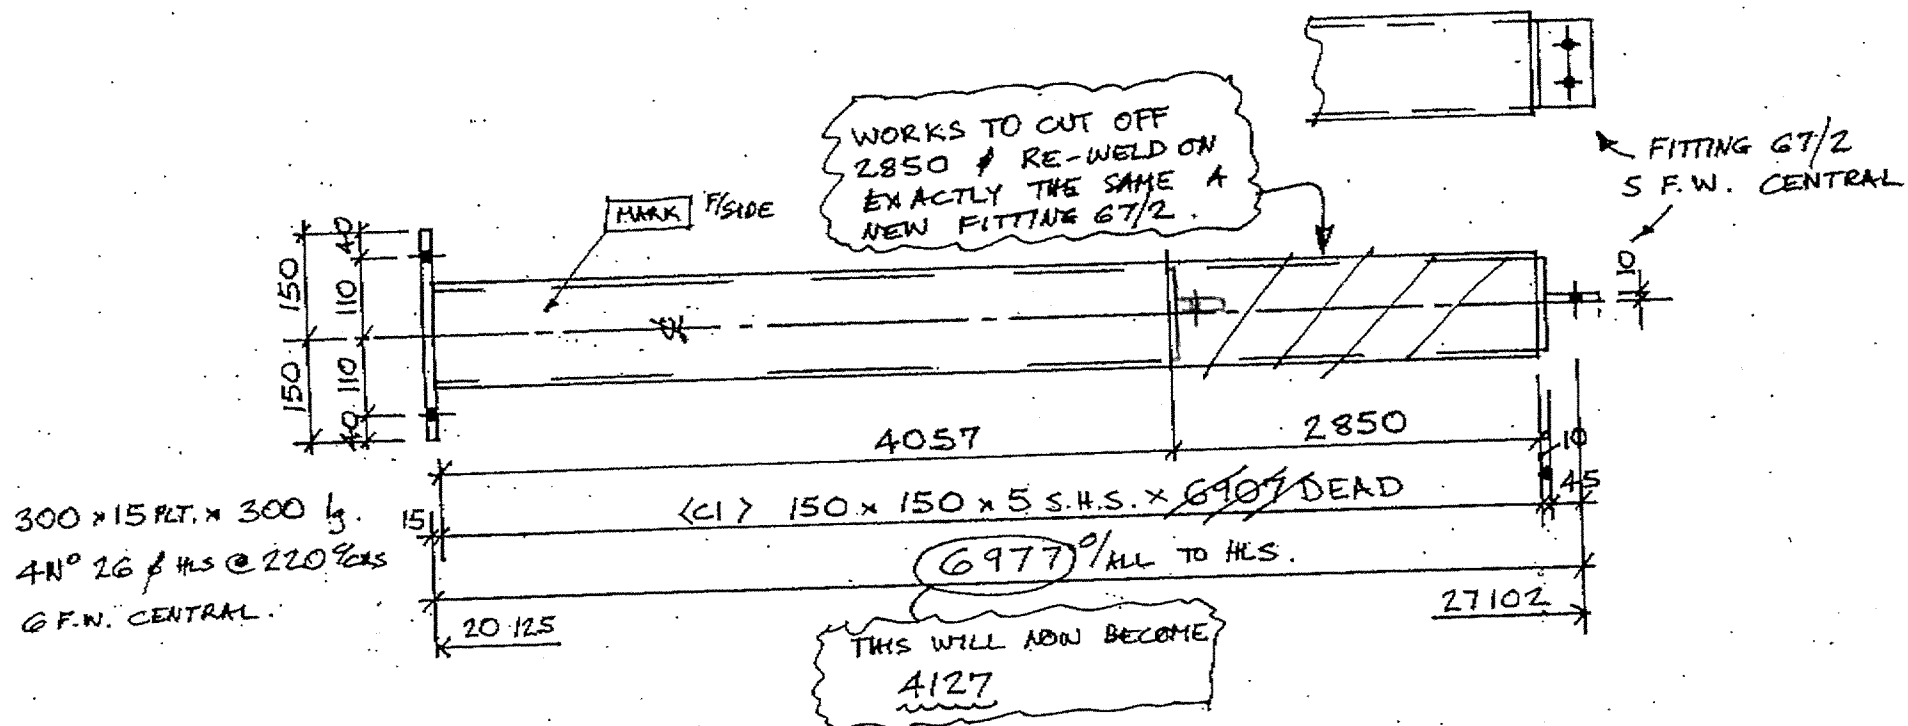 WORKS TO CUT OFF
2850 & RE-WELD ON
EXACTLY THE SAME A
NEW FITTING 67/2.
FITTING 67/2
5 F.W. CENTRAL
MARK F/SIDE
40
150
110
10
150
110
40
4057
2850
10
45
300 x 15 PLT. x 300 lg.
15
<C1> 150 x 150 x 5 S.H.S. x 6907 DEAD
4 Nº 26 ϕ HLS @ 220 %CRS
6977 O/ALL TO HLS.
6 F.W. CENTRAL.
20 125
27102
THIS WILL NOW BECOME
4127